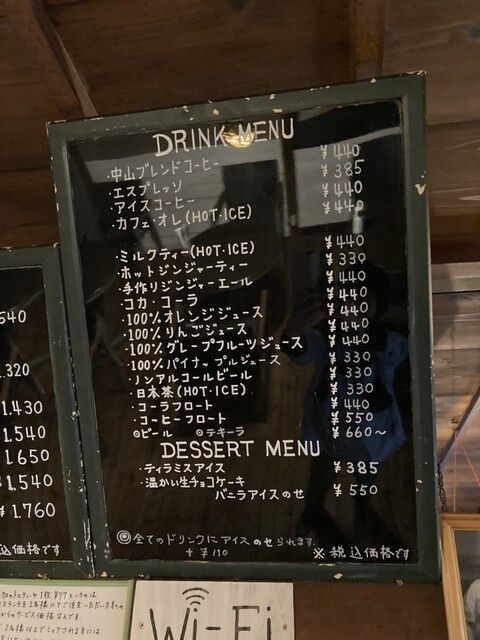 DRINK MENU
・中山ブレンドコーヒー ¥440
・エスプレッソ ¥385
・アイスコーヒー ¥440
・カフェ・オレ(HOT・ICE) ¥440
・ミルクティー(HOT・ICE) ¥440
・ホットジンジャーティー ¥330
・手作りジンジャーエール ¥440
・コカ・コーラ ¥440
・100%オレンジジュース ¥440
・100%りんごジュース ¥440
・100%グレープフルーツジュース ¥440
・100%パイナップルジュース ¥330
・ノンアルコールビール ¥330
・日本茶(HOT・ICE) ¥330
・コーラフロート ¥440
・コーヒーフロート ¥550
◎ビール ◎テキーラ ¥660〜
DESSERT MENU
・ティラミスアイス ¥385
・温かい生チョコケーキ
バニラアイスのせ ¥550
◎全てのドリンクにアイスのせられます。
+¥110
※税込価格です
540
.320
1.430
1.540
1.650
1.540
¥1.760
込価格です
Wi-Fi